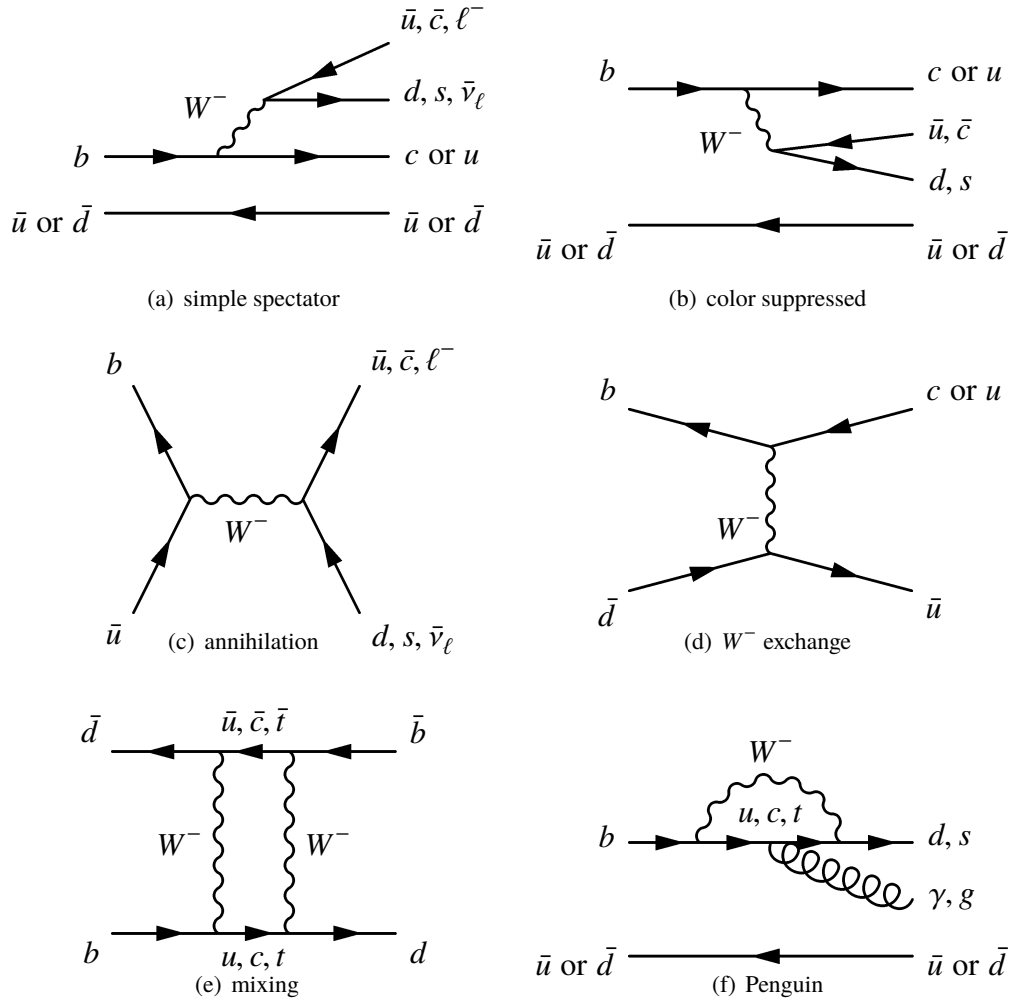 ū, c̄, ℓ⁻
W⁻
d, s, ν̄_ℓ
b
c or u
ū or d̄
ū or d̄
(a) simple spectator
b
c or u
W⁻
ū, c̄
d, s
ū or d̄
ū or d̄
(b) color suppressed
b
ū, c̄, ℓ⁻
W⁻
ū
d, s, ν̄_ℓ
(c) annihilation
b
c or u
W⁻
d̄
ū
(d) W⁻ exchange
d̄
ū, c̄, t̄
b̄
W⁻
W⁻
b
u, c, t
d
(e) mixing
W⁻
u, c, t
b
d, s
γ, g
ū or d̄
ū or d̄
(f) Penguin